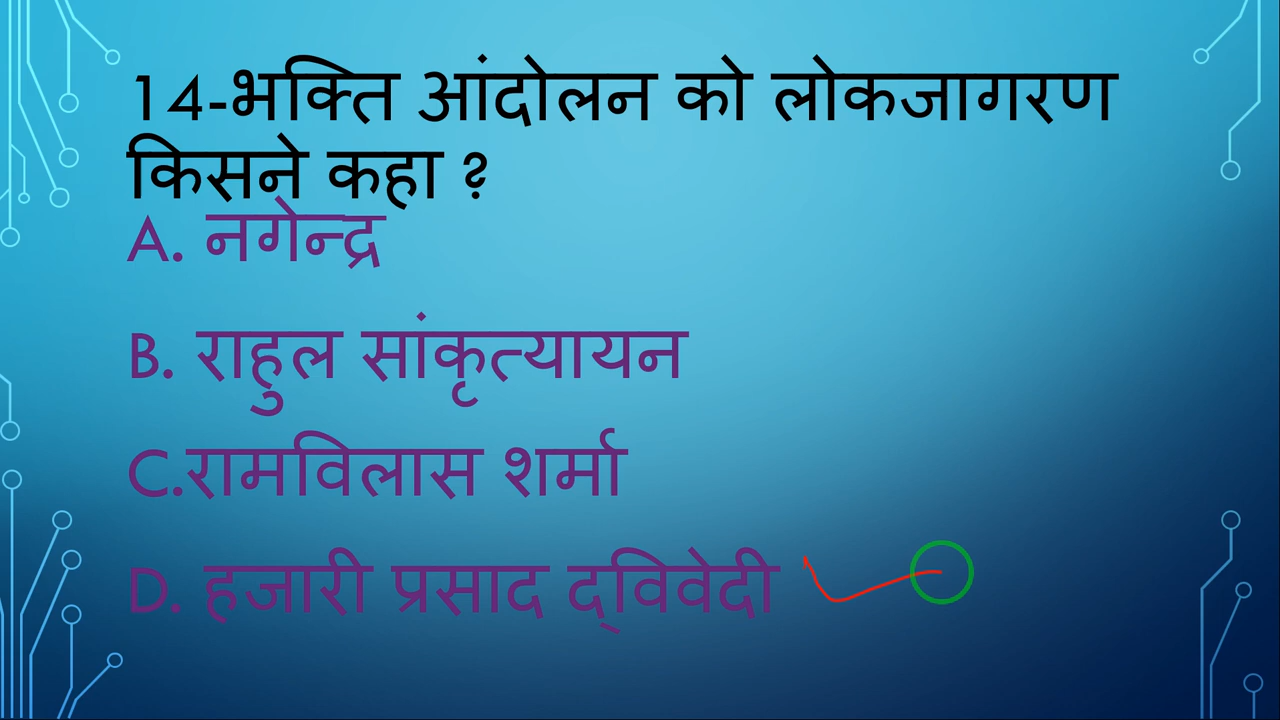 14-भक्ति आंदोलन को लोकजागरण
किसने कहा ?
A. नगेन्द्र
B. राहुल सांकृत्यायन
C.रामविलास शर्मा
D. हजारी प्रसाद द्‌विवेदी